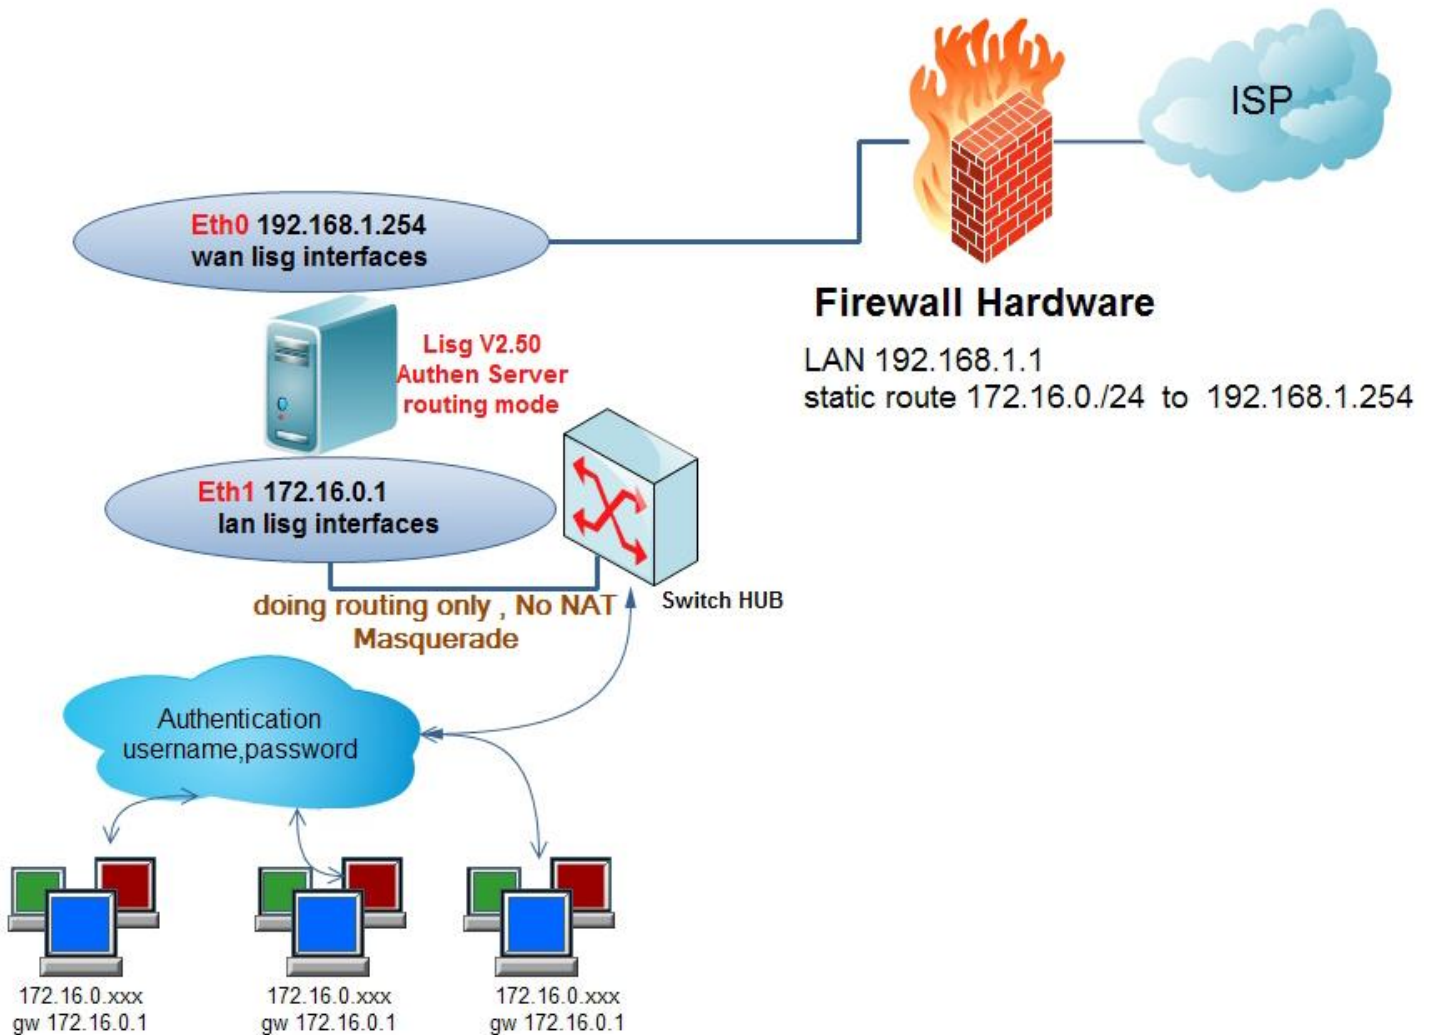 ISP
Eth0 192.168.1.254
wan lisg interfaces
Firewall Hardware
LAN 192.168.1.1
static route 172.16.0./24 to 192.168.1.254
Lisg V2.50
Authen Server
routing mode
Eth1 172.16.0.1
lan lisg interfaces
Switch HUB
doing routing only , No NAT
Masquerade
Authentication
username,password
172.16.0.xxx
gw 172.16.0.1
172.16.0.xxx
gw 172.16.0.1
172.16.0.xxx
gw 172.16.0.1